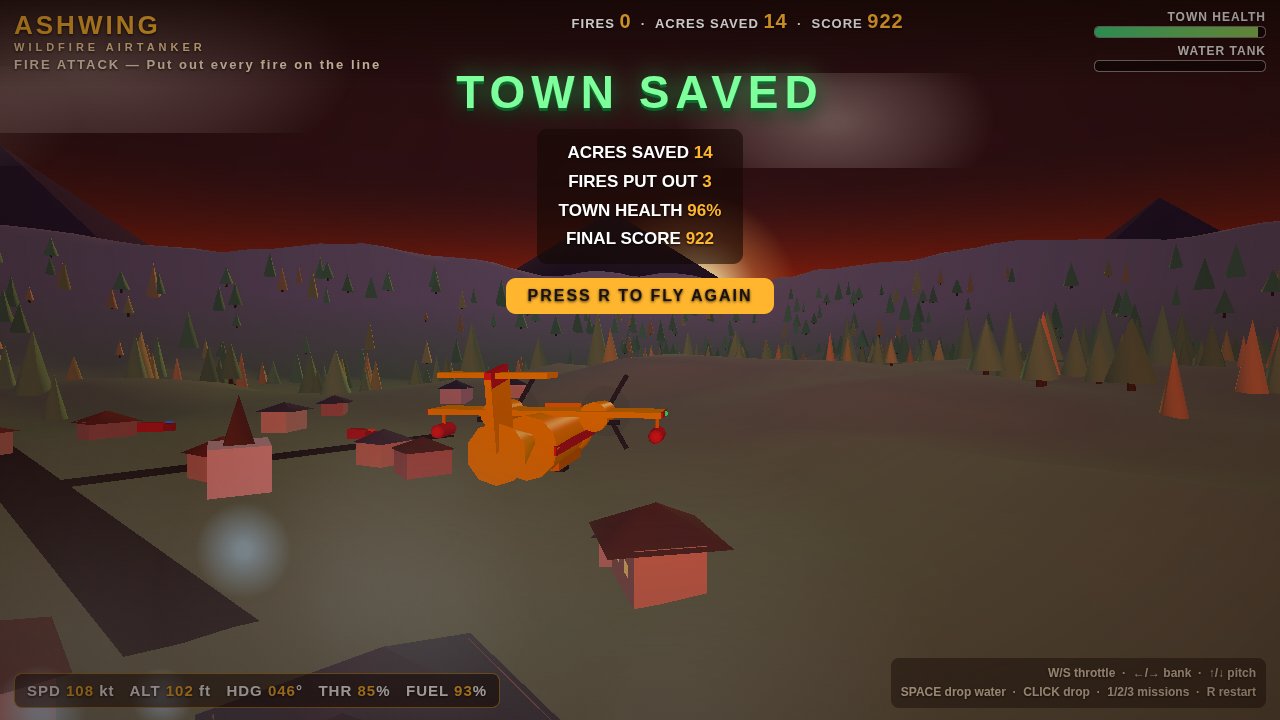 ASHWING
WILDFIRE AIRTANKER
FIRE ATTACK — Put out every fire on the line
FIRES 0 · ACRES SAVED 14 · SCORE 922
TOWN HEALTH
WATER TANK
TOWN SAVED
ACRES SAVED 14
FIRES PUT OUT 3
TOWN HEALTH 96%
FINAL SCORE 922
PRESS R TO FLY AGAIN
SPD 108 kt ALT 102 ft HDG 046° THR 85% FUEL 93%
W/S throttle · ←/→ bank · ↑/↓ pitch
SPACE drop water · CLICK drop · 1/2/3 missions · R restart